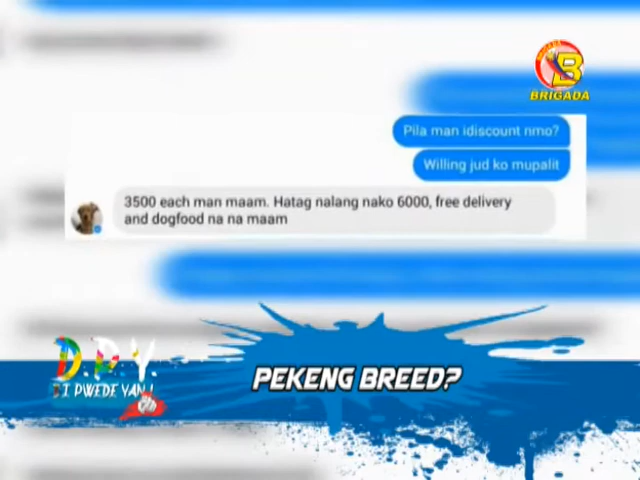 BRIGADA
Pila man idiscount nmo?
Willing jud ko mupalit
3500 each man maam. Hatag nalang nako 6000, free delivery
and dogfood na na maam
D.P.Y.
DI PWEDE YAN!
PEKENG BREED?